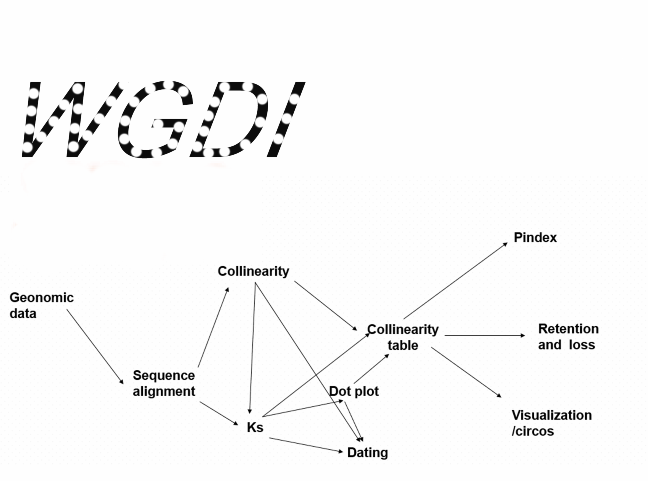 WGDI
Pindex
Collinearity
Geonomic
data
Collinearity
table
Retention
and loss
Sequence
alignment
Dot plot
Visualization
/circos
Ks
Dating